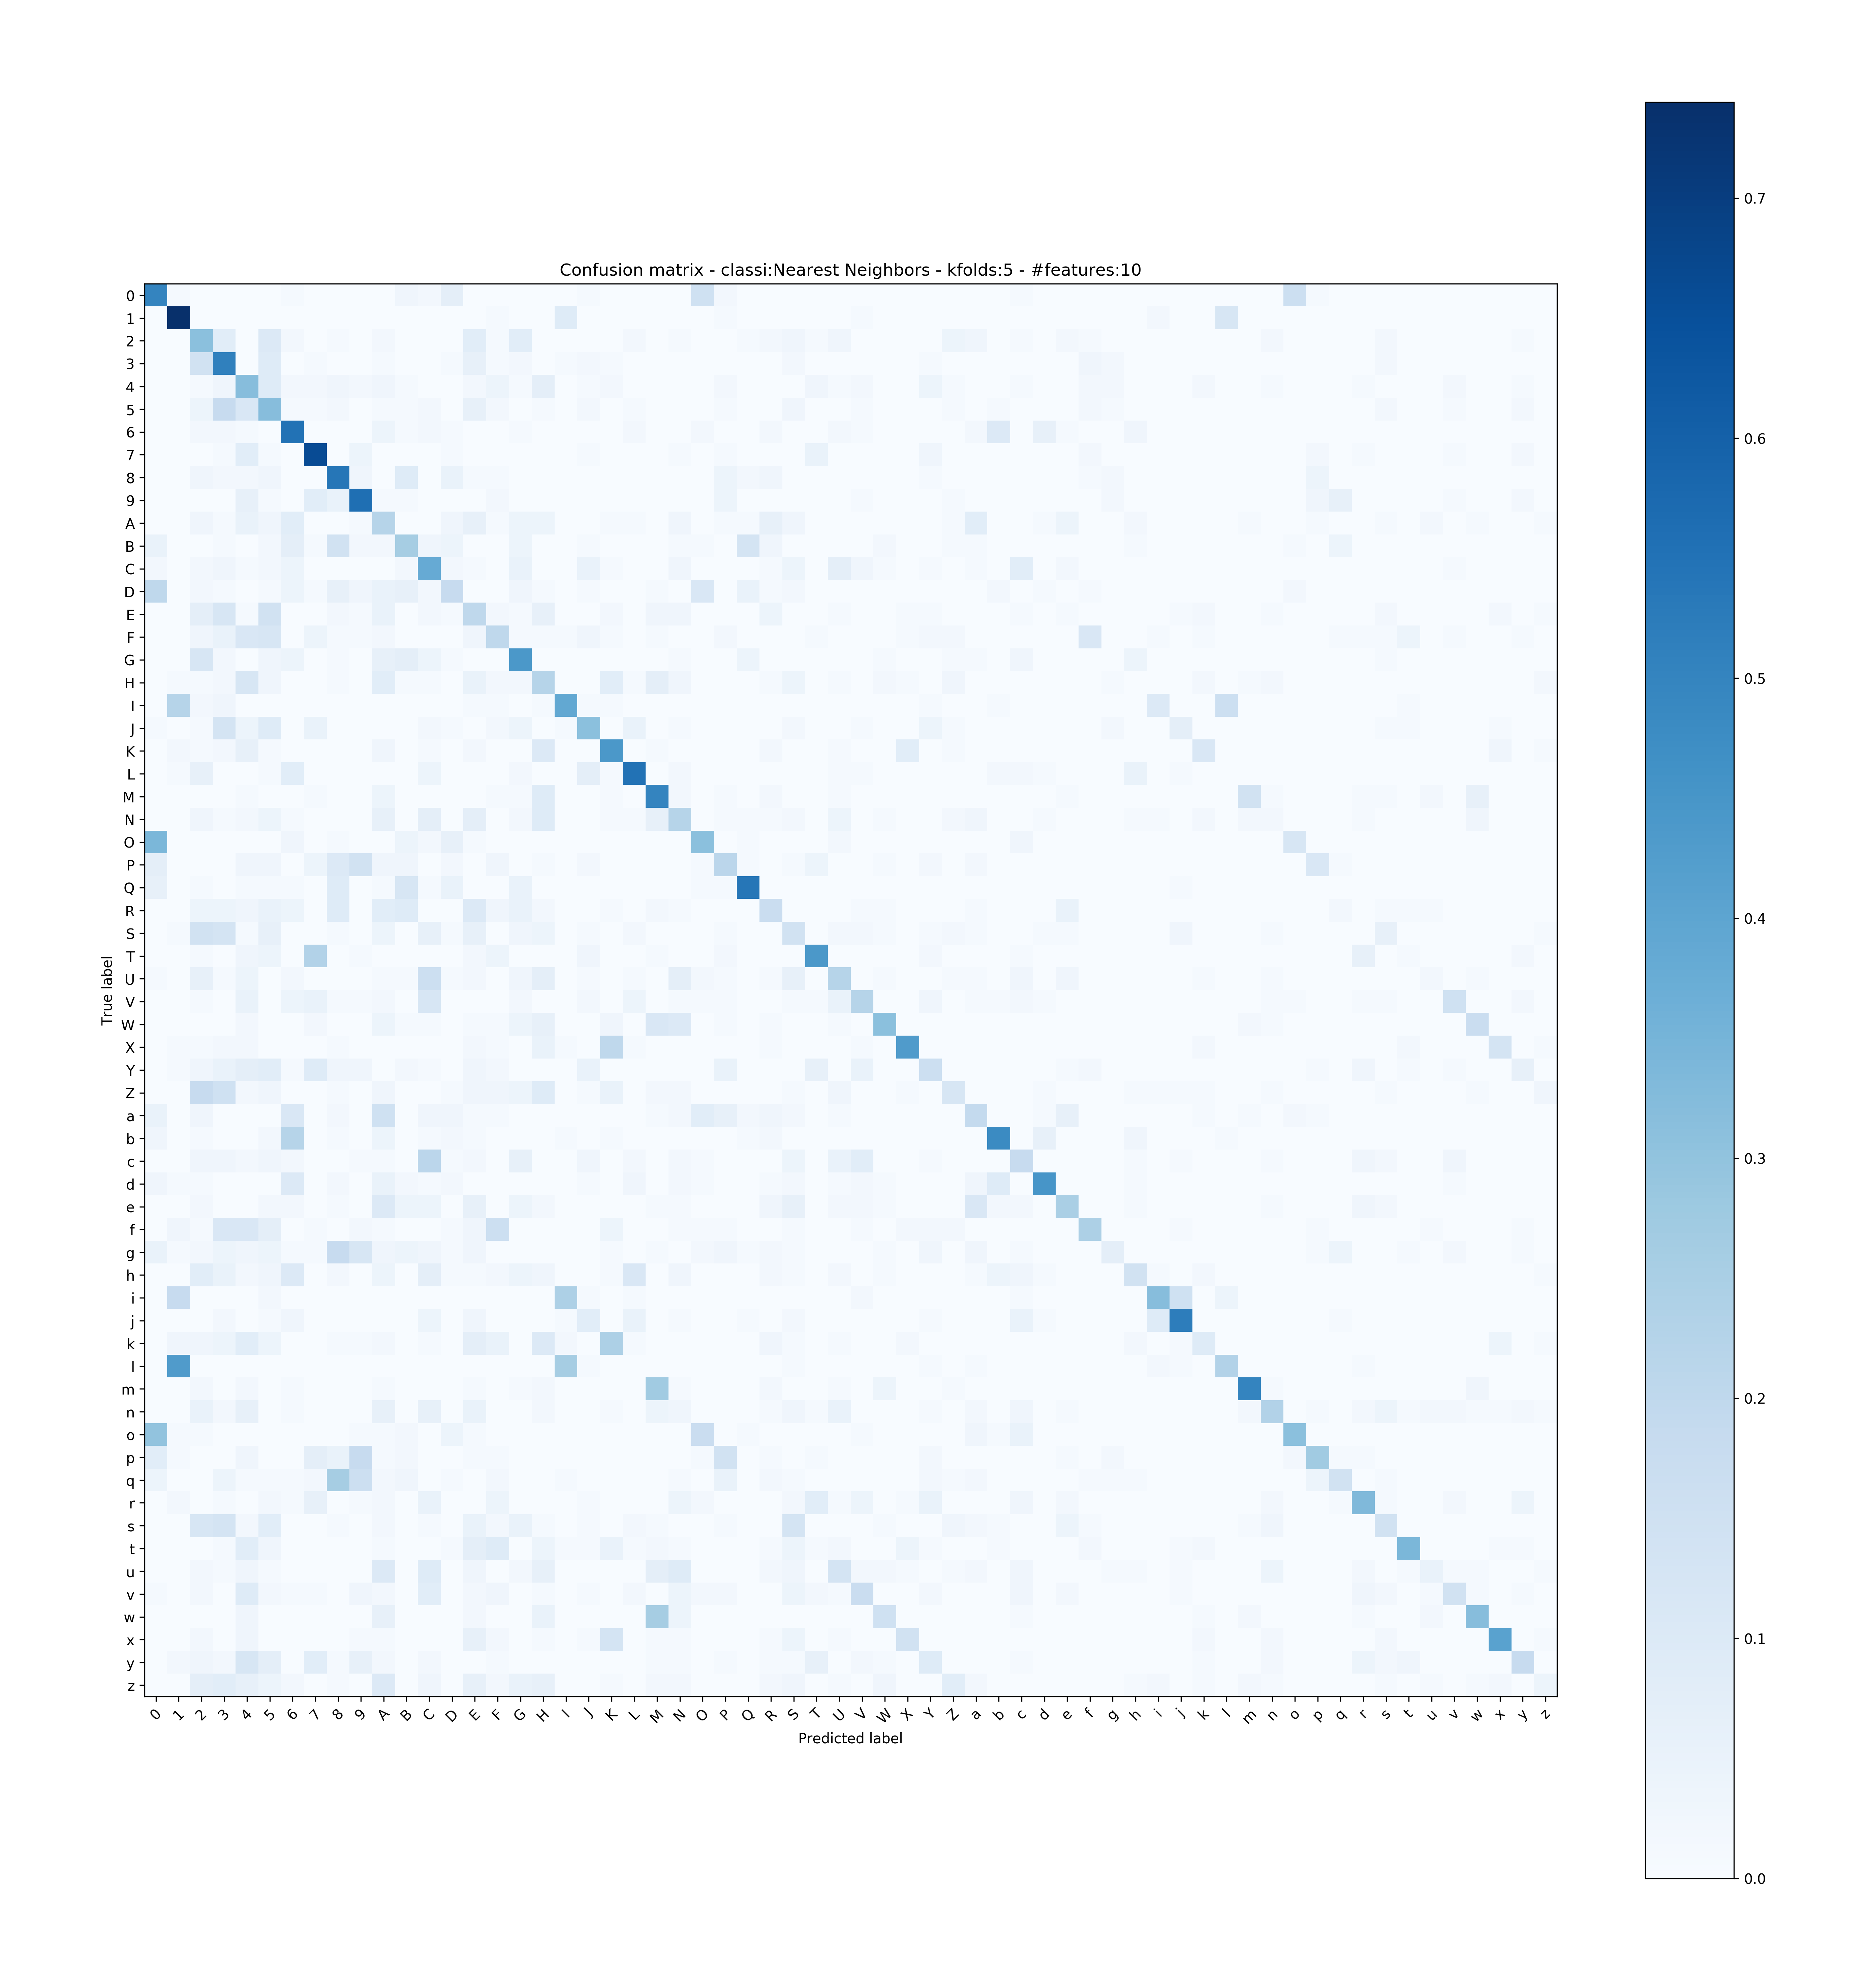 Confusion matrix - classi:Nearest Neighbors - kfolds:5 - #features:10
True label
0
1
2
3
4
5
6
7
8
9
A
B
C
D
E
F
G
H
I
J
K
L
M
N
O
P
Q
R
S
T
U
V
W
X
Y
Z
a
b
c
d
e
f
g
h
i
j
k
l
m
n
o
p
q
r
s
t
u
v
w
x
y
z
0 1 2 3 4 5 6 7 8 9 A B C D E F G H I J K L M N O P Q R S T U V W X Y Z a b c d e f g h i j k l m n o p q r s t u v w x y z
Predicted label
0.7
0.6
0.5
0.4
0.3
0.2
0.1
0.0